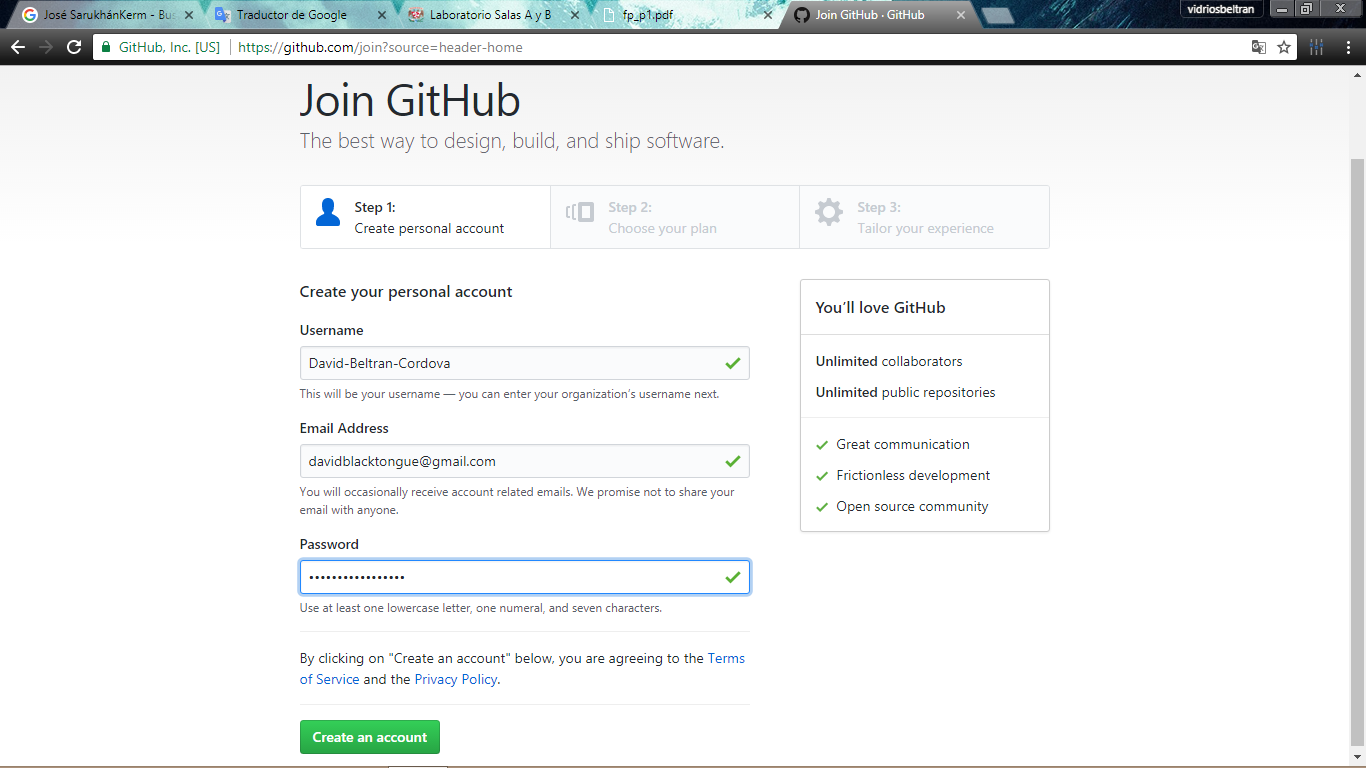 José SarukhánKerm - Bus
Traductor de Google
Laboratorio Salas A y B
fp_p1.pdf
Join GitHub · GitHub
vidriosbeltran
GitHub, Inc. [US]
https://github.com/join?source=header-home
Join GitHub
The best way to design, build, and ship software.
Step 1:
Create personal account
Step 2:
Choose your plan
Step 3:
Tailor your experience
Create your personal account
Username
David-Beltran-Cordova
This will be your username — you can enter your organization's username next.
Email Address
davidblacktongue@gmail.com
You will occasionally receive account related emails. We promise not to share your
email with anyone.
Password
•••••••••••••••••
Use at least one lowercase letter, one numeral, and seven characters.
By clicking on "Create an account" below, you are agreeing to the Terms
of Service and the Privacy Policy.
Create an account
You'll love GitHub
Unlimited collaborators
Unlimited public repositories
Great communication
Frictionless development
Open source community